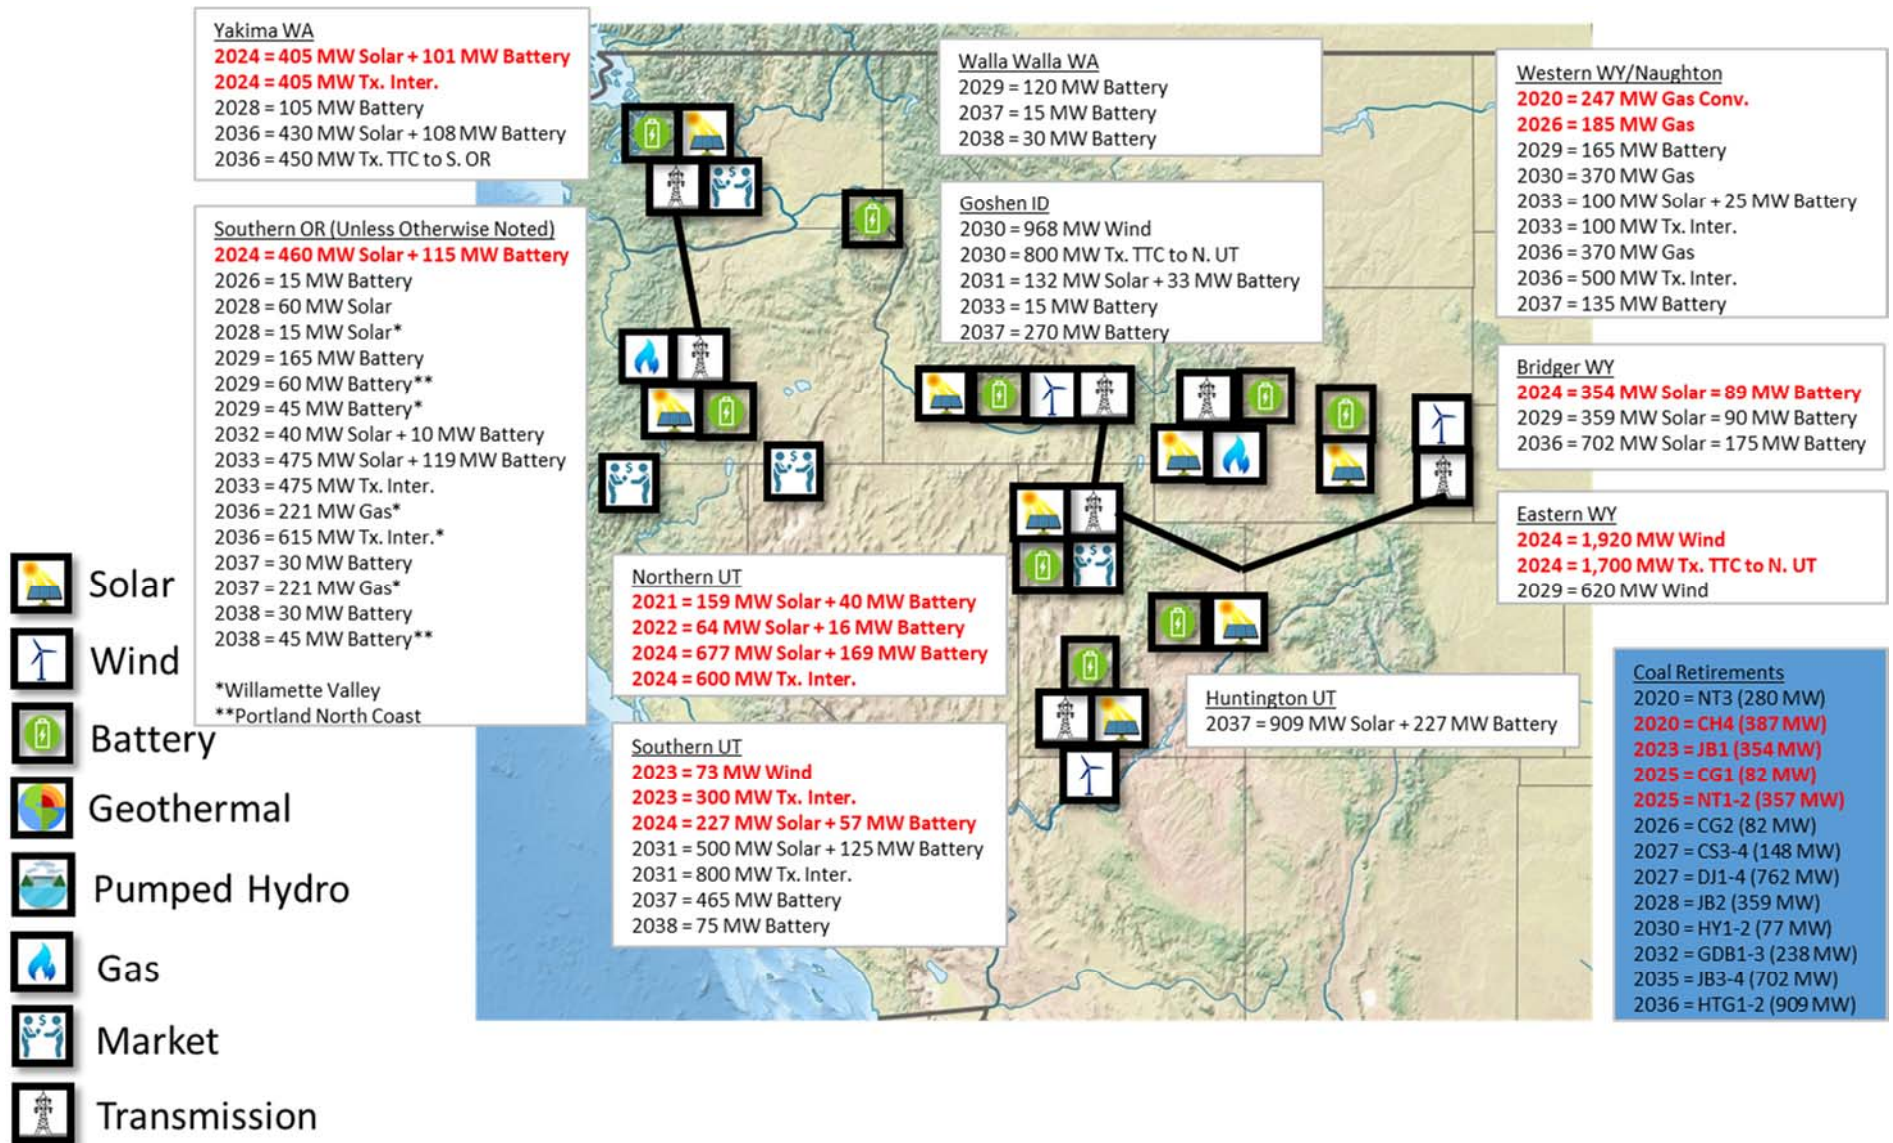 Yakima WA
2024 = 405 MW Solar + 101 MW Battery
2024 = 405 MW Tx. Inter.
2028 = 105 MW Battery
2036 = 430 MW Solar + 108 MW Battery
2036 = 450 MW Tx. TTC to S. OR
Southern OR (Unless Otherwise Noted)
2024 = 460 MW Solar + 115 MW Battery
2026 = 15 MW Battery
2028 = 60 MW Solar
2028 = 15 MW Solar*
2029 = 165 MW Battery
2029 = 60 MW Battery**
2029 = 45 MW Battery*
2032 = 40 MW Solar + 10 MW Battery
2033 = 475 MW Solar + 119 MW Battery
2033 = 475 MW Tx. Inter.
2036 = 221 MW Gas*
2036 = 615 MW Tx. Inter.*
2037 = 30 MW Battery
2037 = 221 MW Gas*
2038 = 30 MW Battery
2038 = 45 MW Battery**
*Willamette Valley
**Portland North Coast
Walla Walla WA
2029 = 120 MW Battery
2037 = 15 MW Battery
2038 = 30 MW Battery
Goshen ID
2030 = 968 MW Wind
2030 = 800 MW Tx. TTC to N. UT
2031 = 132 MW Solar + 33 MW Battery
2033 = 15 MW Battery
2037 = 270 MW Battery
Western WY/Naughton
2020 = 247 MW Gas Conv.
2026 = 185 MW Gas
2029 = 165 MW Battery
2030 = 370 MW Gas
2033 = 100 MW Solar + 25 MW Battery
2033 = 100 MW Tx. Inter.
2036 = 370 MW Gas
2036 = 500 MW Tx. Inter.
2037 = 135 MW Battery
Bridger WY
2024 = 354 MW Solar = 89 MW Battery
2029 = 359 MW Solar = 90 MW Battery
2036 = 702 MW Solar = 175 MW Battery
Eastern WY
2024 = 1,920 MW Wind
2024 = 1,700 MW Tx. TTC to N. UT
2029 = 620 MW Wind
Northern UT
2021 = 159 MW Solar + 40 MW Battery
2022 = 64 MW Solar + 16 MW Battery
2024 = 677 MW Solar + 169 MW Battery
2024 = 600 MW Tx. Inter.
Southern UT
2023 = 73 MW Wind
2023 = 300 MW Tx. Inter.
2024 = 227 MW Solar + 57 MW Battery
2031 = 500 MW Solar + 125 MW Battery
2031 = 800 MW Tx. Inter.
2037 = 465 MW Battery
2038 = 75 MW Battery
Huntington UT
2037 = 909 MW Solar + 227 MW Battery
Coal Retirements
2020 = NT3 (280 MW)
2020 = CH4 (387 MW)
2023 = JB1 (354 MW)
2025 = CG1 (82 MW)
2025 = NT1-2 (357 MW)
2026 = CG2 (82 MW)
2027 = CS3-4 (148 MW)
2027 = DJ1-4 (762 MW)
2028 = JB2 (359 MW)
2030 = HY1-2 (77 MW)
2032 = GDB1-3 (238 MW)
2035 = JB3-4 (702 MW)
2036 = HTG1-2 (909 MW)
Solar
Wind
Battery
Geothermal
Pumped Hydro
Gas
Market
Transmission